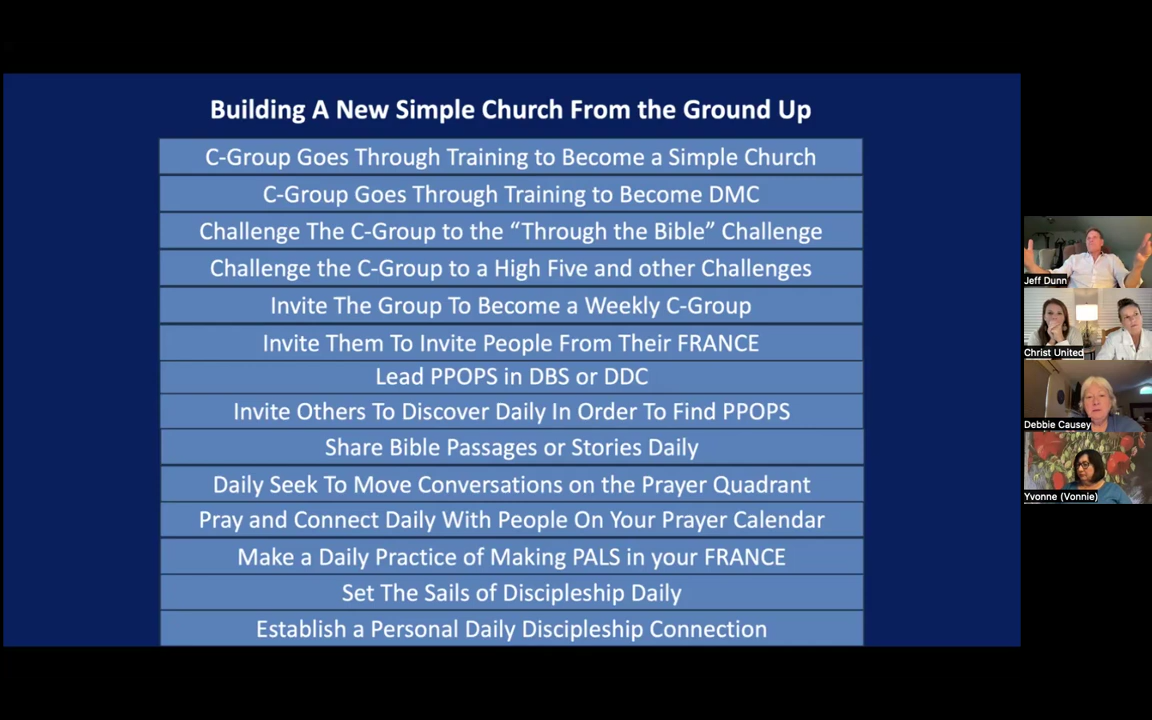 Building A New Simple Church From the Ground Up
C-Group Goes Through Training to Become a Simple Church
C-Group Goes Through Training to Become DMC
Challenge The C-Group to the “Through the Bible” Challenge
Challenge the C-Group to a High Five and other Challenges
Invite The Group To Become a Weekly C-Group
Invite Them To Invite People From Their FRANCE
Lead PPOPS in DBS or DDC
Invite Others To Discover Daily In Order To Find PPOPS
Share Bible Passages or Stories Daily
Daily Seek To Move Conversations on the Prayer Quadrant
Pray and Connect Daily With People On Your Prayer Calendar
Make a Daily Practice of Making PALS in your FRANCE
Set The Sails of Discipleship Daily
Establish a Personal Daily Discipleship Connection
Jeff Dunn
Christ United
Debbie Causey
Yvonne (Vonnie)